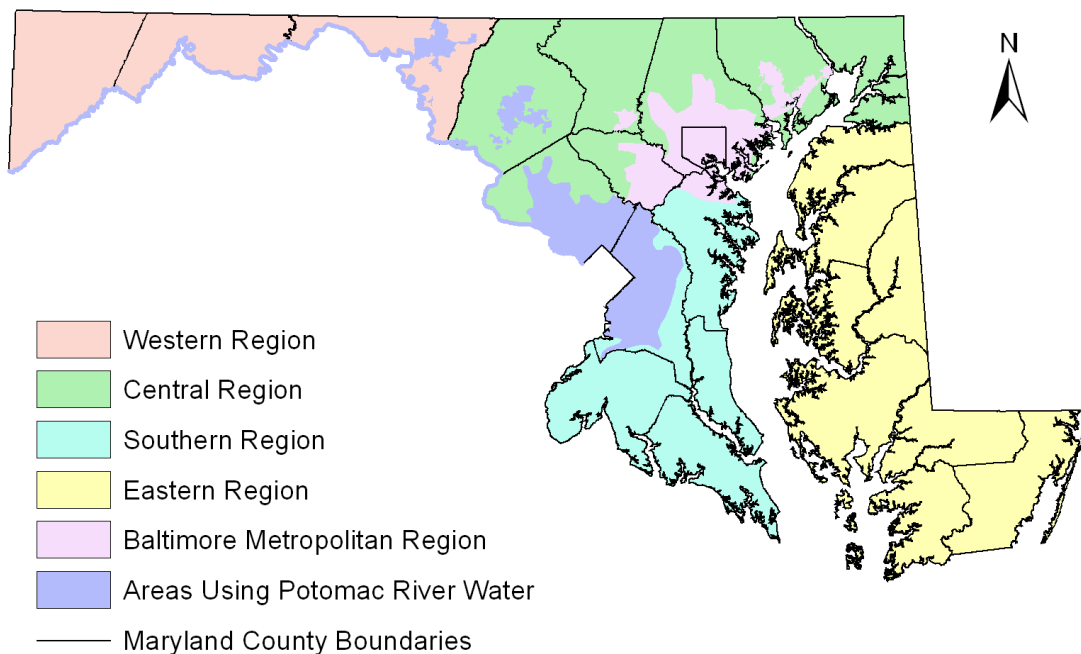 N
Western Region
Central Region
Southern Region
Eastern Region
Baltimore Metropolitan Region
Areas Using Potomac River Water
Maryland County Boundaries